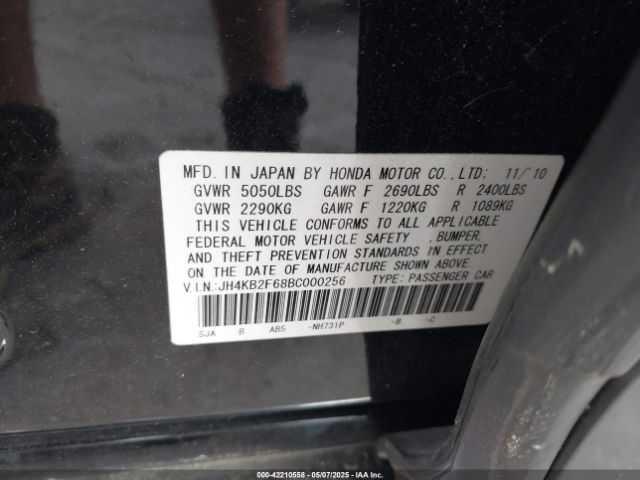 MFD. IN JAPAN BY HONDA MOTOR CO.,LTD: 11/'10
GVWR 5050LBS GAWR F 2690LBS R 2400LBS
GVWR 2290KG GAWR F 1220KG R 1089KG
THIS VEHICLE CONFORMS TO ALL APPLICABLE
FEDERAL MOTOR VEHICLE SAFETY , BUMPER,
AND THEFT PREVENTION STANDARDS IN EFFECT
ON THE DATE OF MANUFACTURE SHOWN ABOVE.
V.I.N.:JH4KB2F68BC000256 TYPE: PASSENGER CAR
SJA B AB5 -NH731P -B -C
000-42210558 | 05/07/2025 | IAA Inc.